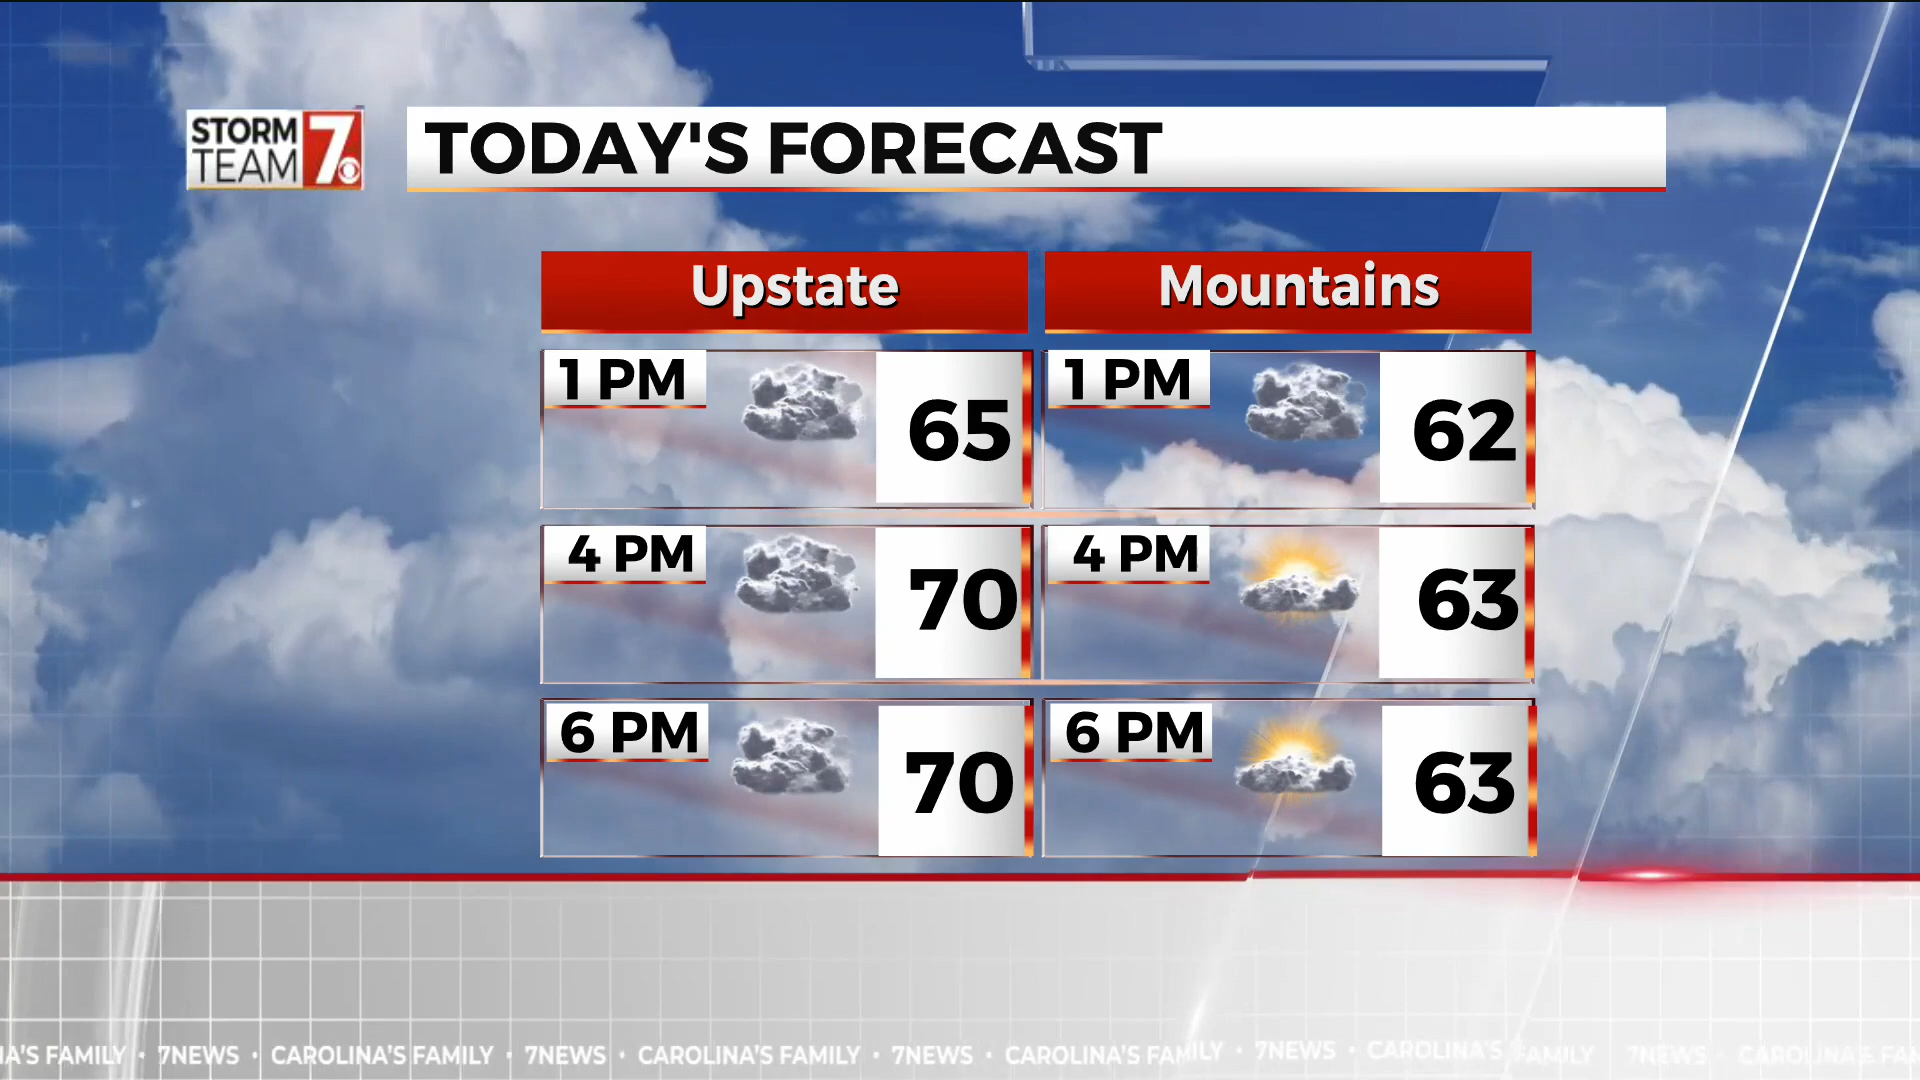 STORM
TEAM
7
TODAY'S FORECAST
Upstate
Mountains
1 PM
65
1 PM
62
4 PM
70
4 PM
63
6 PM
70
6 PM
63
A'S FAMILY • 7NEWS • CAROLINA'S FAMILY • 7NEWS • CAROLINA'S FAMILY • 7NEWS • CAROLINA'S FAMILY • 7NEWS • CAROLINA'S FAMILY 7NEWS • CAROLINA'S FA